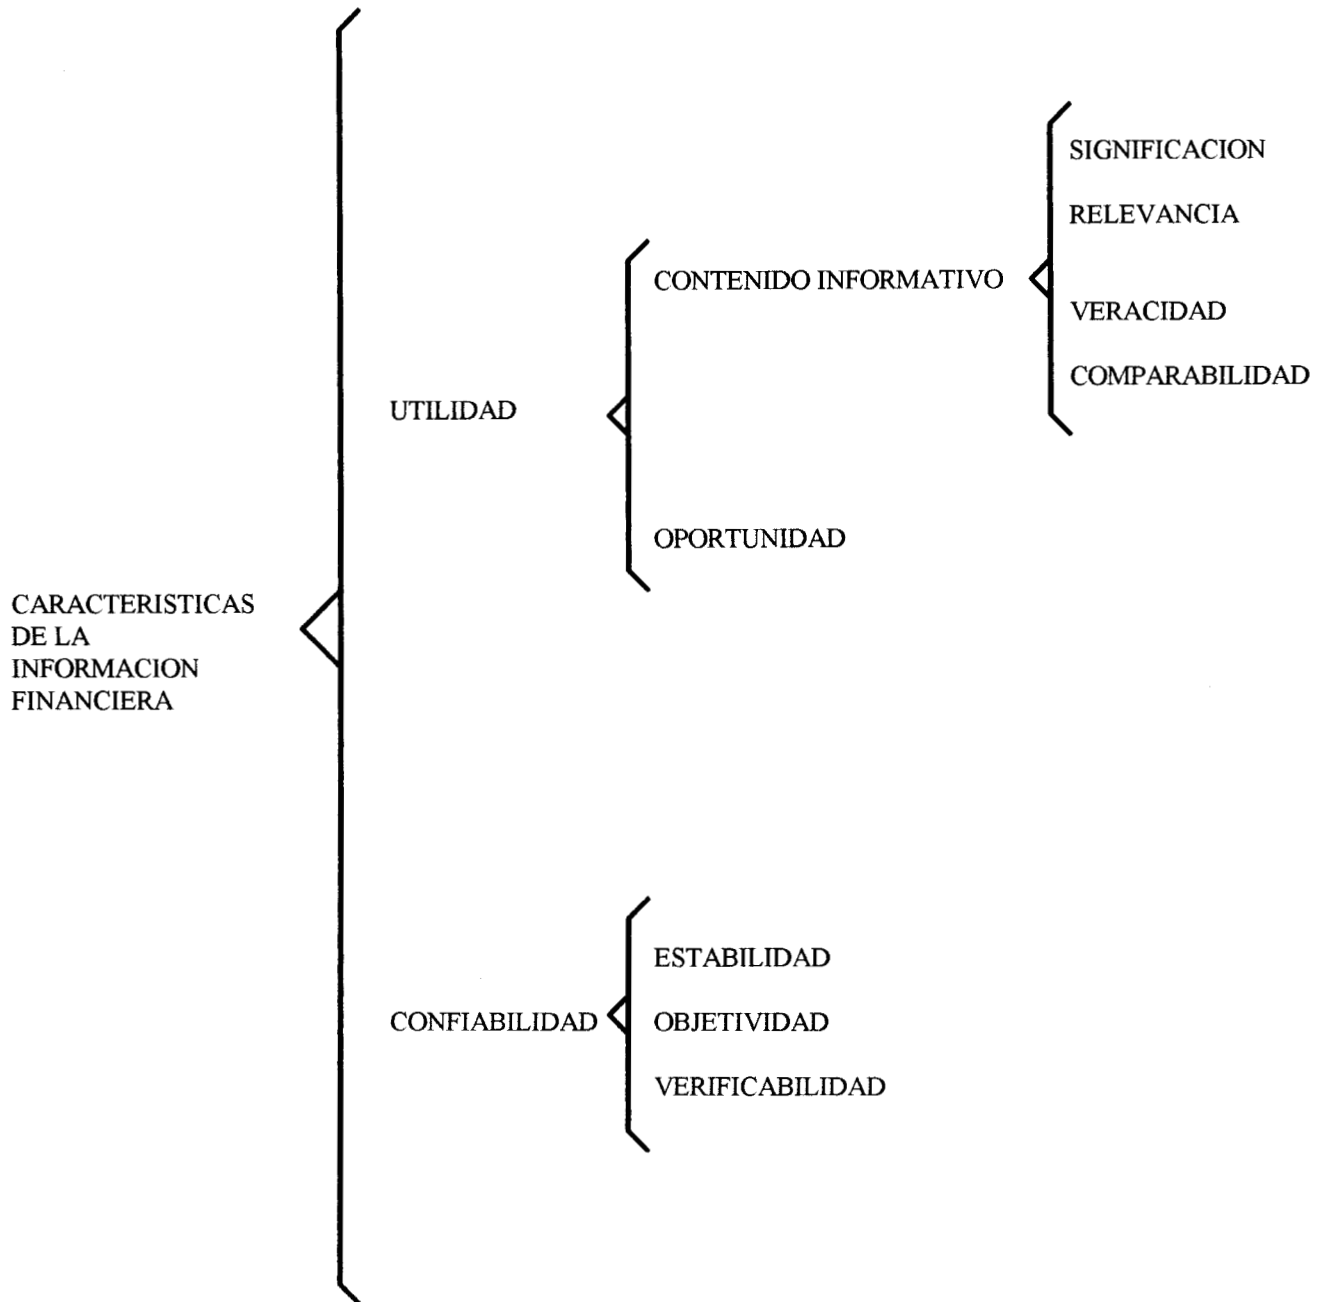 CARACTERISTICAS
DE LA
INFORMACION
FINANCIERA
UTILIDAD
CONTENIDO INFORMATIVO
SIGNIFICACION
RELEVANCIA
VERACIDAD
COMPARABILIDAD
OPORTUNIDAD
CONFIABILIDAD
ESTABILIDAD
OBJETIVIDAD
VERIFICABILIDAD